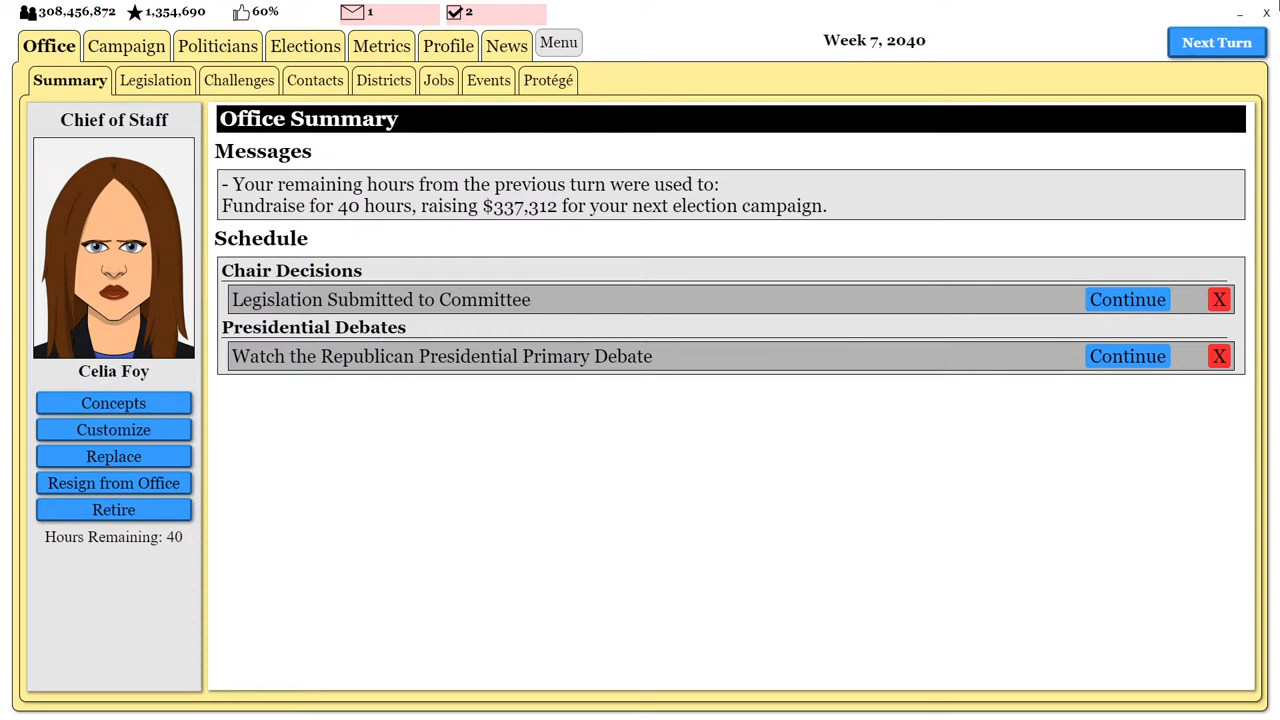 308,456,872 1,354,690 60% 1 2
_ X
Office Campaign Politicians Elections Metrics Profile News Menu
Week 7, 2040
Next Turn
Summary Legislation Challenges Contacts Districts Jobs Events Protégé
Chief of Staff
Celia Foy
Concepts
Customize
Replace
Resign from Office
Retire
Hours Remaining: 40
Office Summary
Messages
- Your remaining hours from the previous turn were used to:
Fundraise for 40 hours, raising $337,312 for your next election campaign.
Schedule
Chair Decisions
Legislation Submitted to Committee Continue X
Presidential Debates
Watch the Republican Presidential Primary Debate Continue X